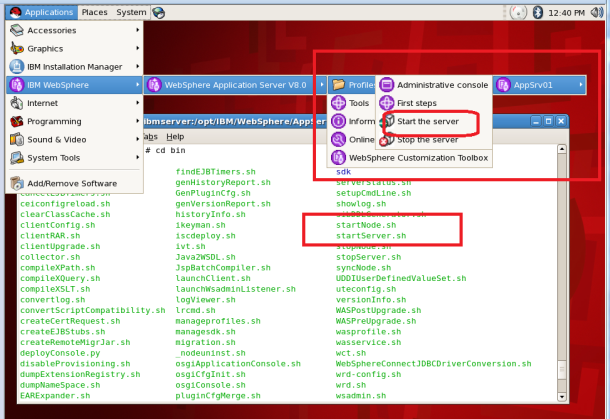 Applications Places System 12:40 PM
Accessories
Graphics
IBM Installation Manager
IBM WebSphere
Internet
Programming
Sound & Video
System Tools
Add/Remove Software
WebSphere Application Server V8.0
Profiles
Tools
Inform
Online
WebSphere Customization Toolbox
Administrative console
First steps
Start the server
Stop the server
AppSrv01
ibmserver:/opt/IBM/WebSphere/AppSer
abs Help
# cd bin
findEJBTimers.sh sdk
genHistoryReport.sh serverStatus.sh
cancelEJBTimers.sh GenPluginCfg.sh setupCmdLine.sh
ceiconfigreload.sh genVersionReport.sh showlog.sh
clearClassCache.sh historyInfo.sh
clientConfig.sh ikeyman.sh startNode.sh
clientRAR.sh iscdeploy.sh startServer.sh
clientUpgrade.sh ivt.sh stopNode.sh
collector.sh Java2WSDL.sh stopServer.sh
compileXPath.sh JspBatchCompiler.sh syncNode.sh
compileXQuery.sh launchClient.sh UDDIUserDefinedValueSet.sh
compileXSLT.sh launchWsadminListener.sh uteconfig.sh
convertlog.sh logViewer.sh versionInfo.sh
convertScriptCompatibility.sh lrcmd.sh WASPostUpgrade.sh
createCertRequest.sh manageprofiles.sh WASPreUpgrade.sh
createEJBStubs.sh managesdk.sh wasprofile.sh
createRemoteMigrJar.sh migration.sh wasservice.sh
deployConsole.py _nodeuninst.sh wct.sh
disableProvisioning.sh osgiApplicationConsole.sh WebSphereConnectJDBCDriverConversion.sh
dumpExtensionRegistry.sh osgiCfgInit.sh wrd-config.sh
dumpNameSpace.sh osgiConsole.sh wrd.sh
EARExpander.sh pluginCfgMerge.sh wsadmin.sh